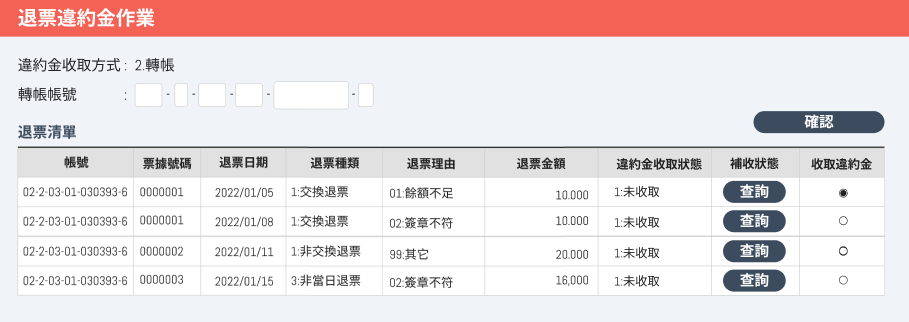 退票違約金作業
違約金收取方式 : 2.轉帳
轉帳帳號 : - - - - -
確認
退票清單
帳號 票據號碼 退票日期 退票種類 退票理由 退票金額 違約金收取狀態 補收狀態 收取違約金
02-2-03-01-030393-6 0000001 2022/01/05 1:交換退票 01:餘額不足 10.000 1:未收取 查詢
02-2-03-01-030393-6 0000001 2022/01/08 1:交換退票 02:簽章不符 10.000 1:未收取 查詢
02-2-03-01-030393-6 0000002 2022/01/11 1:非交換退票 99:其它 20.000 1:未收取 查詢
02-2-03-01-030393-6 0000003 2022/01/15 3:非當日退票 02:簽章不符 16,000 1:未收取 查詢